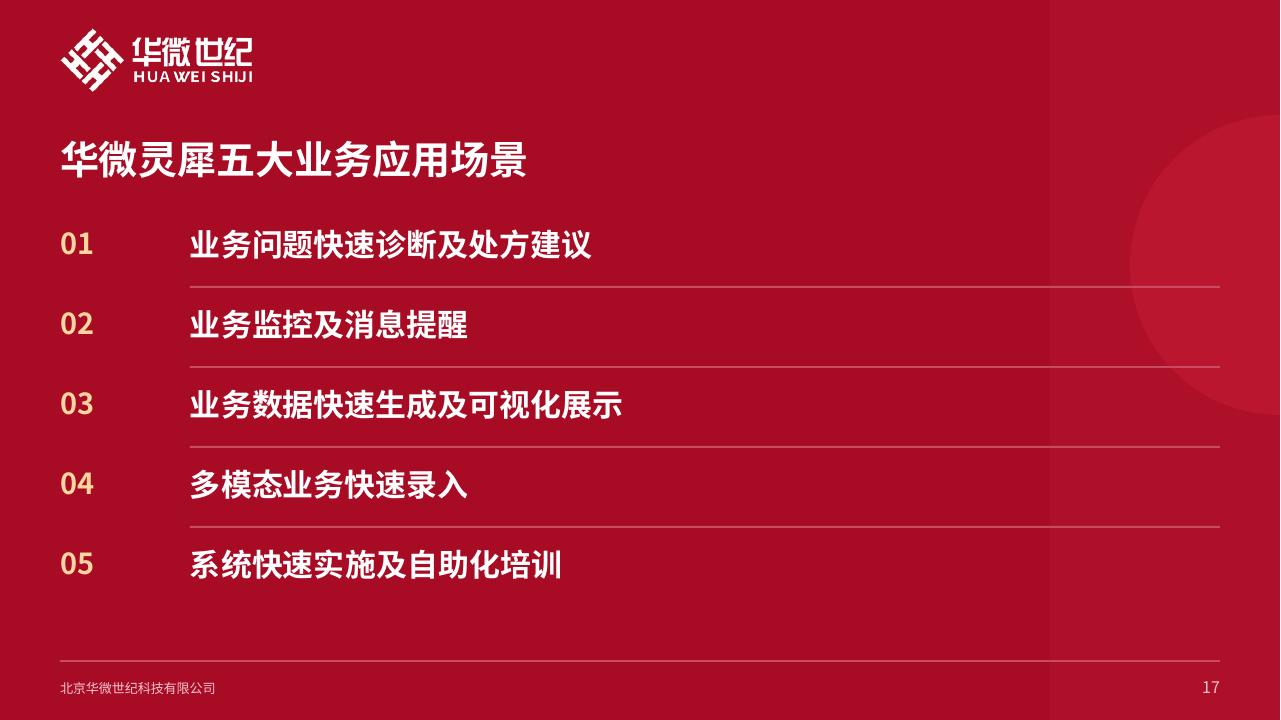 华微世纪
HUA WEI SHIJI
华微灵犀五大业务应用场景
01 业务问题快速诊断及处方建议
02 业务监控及消息提醒
03 业务数据快速生成及可视化展示
04 多模态业务快速录入
05 系统快速实施及自助化培训
北京华微世纪科技有限公司 17